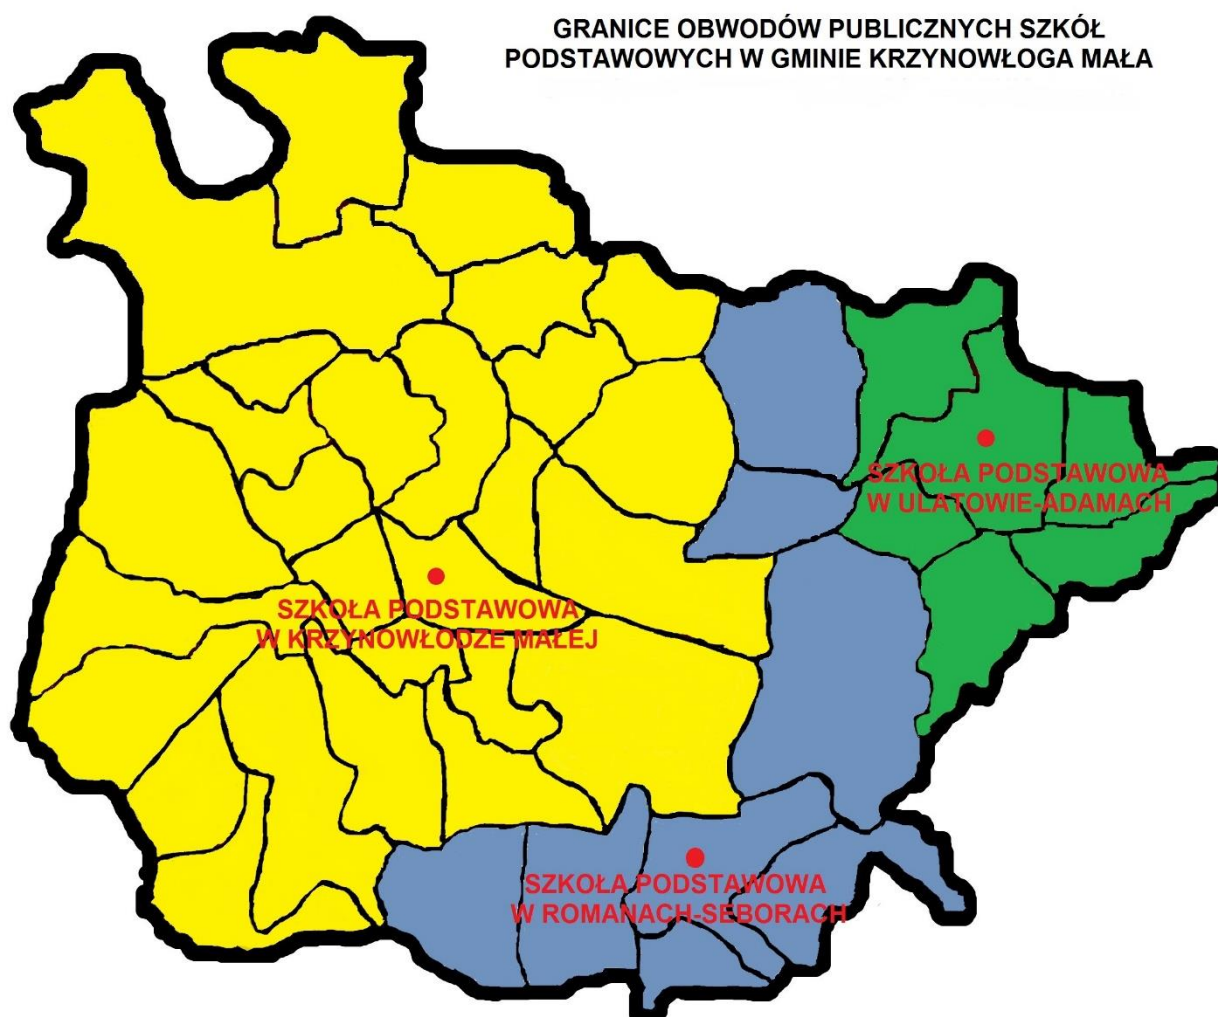 GRANICE OBWODÓW PUBLICZNYCH SZKÓŁ
PODSTAWOWYCH W GMINIE KRZYNOWŁOGA MAŁA
SZKOŁA PODSTAWOWA
W ULATOWIE-ADAMACH
SZKOŁA PODSTAWOWA
W KRZYNOWŁODZE MAŁEJ
SZKOŁA PODSTAWOWA
W ROMANACH-SEBORACH